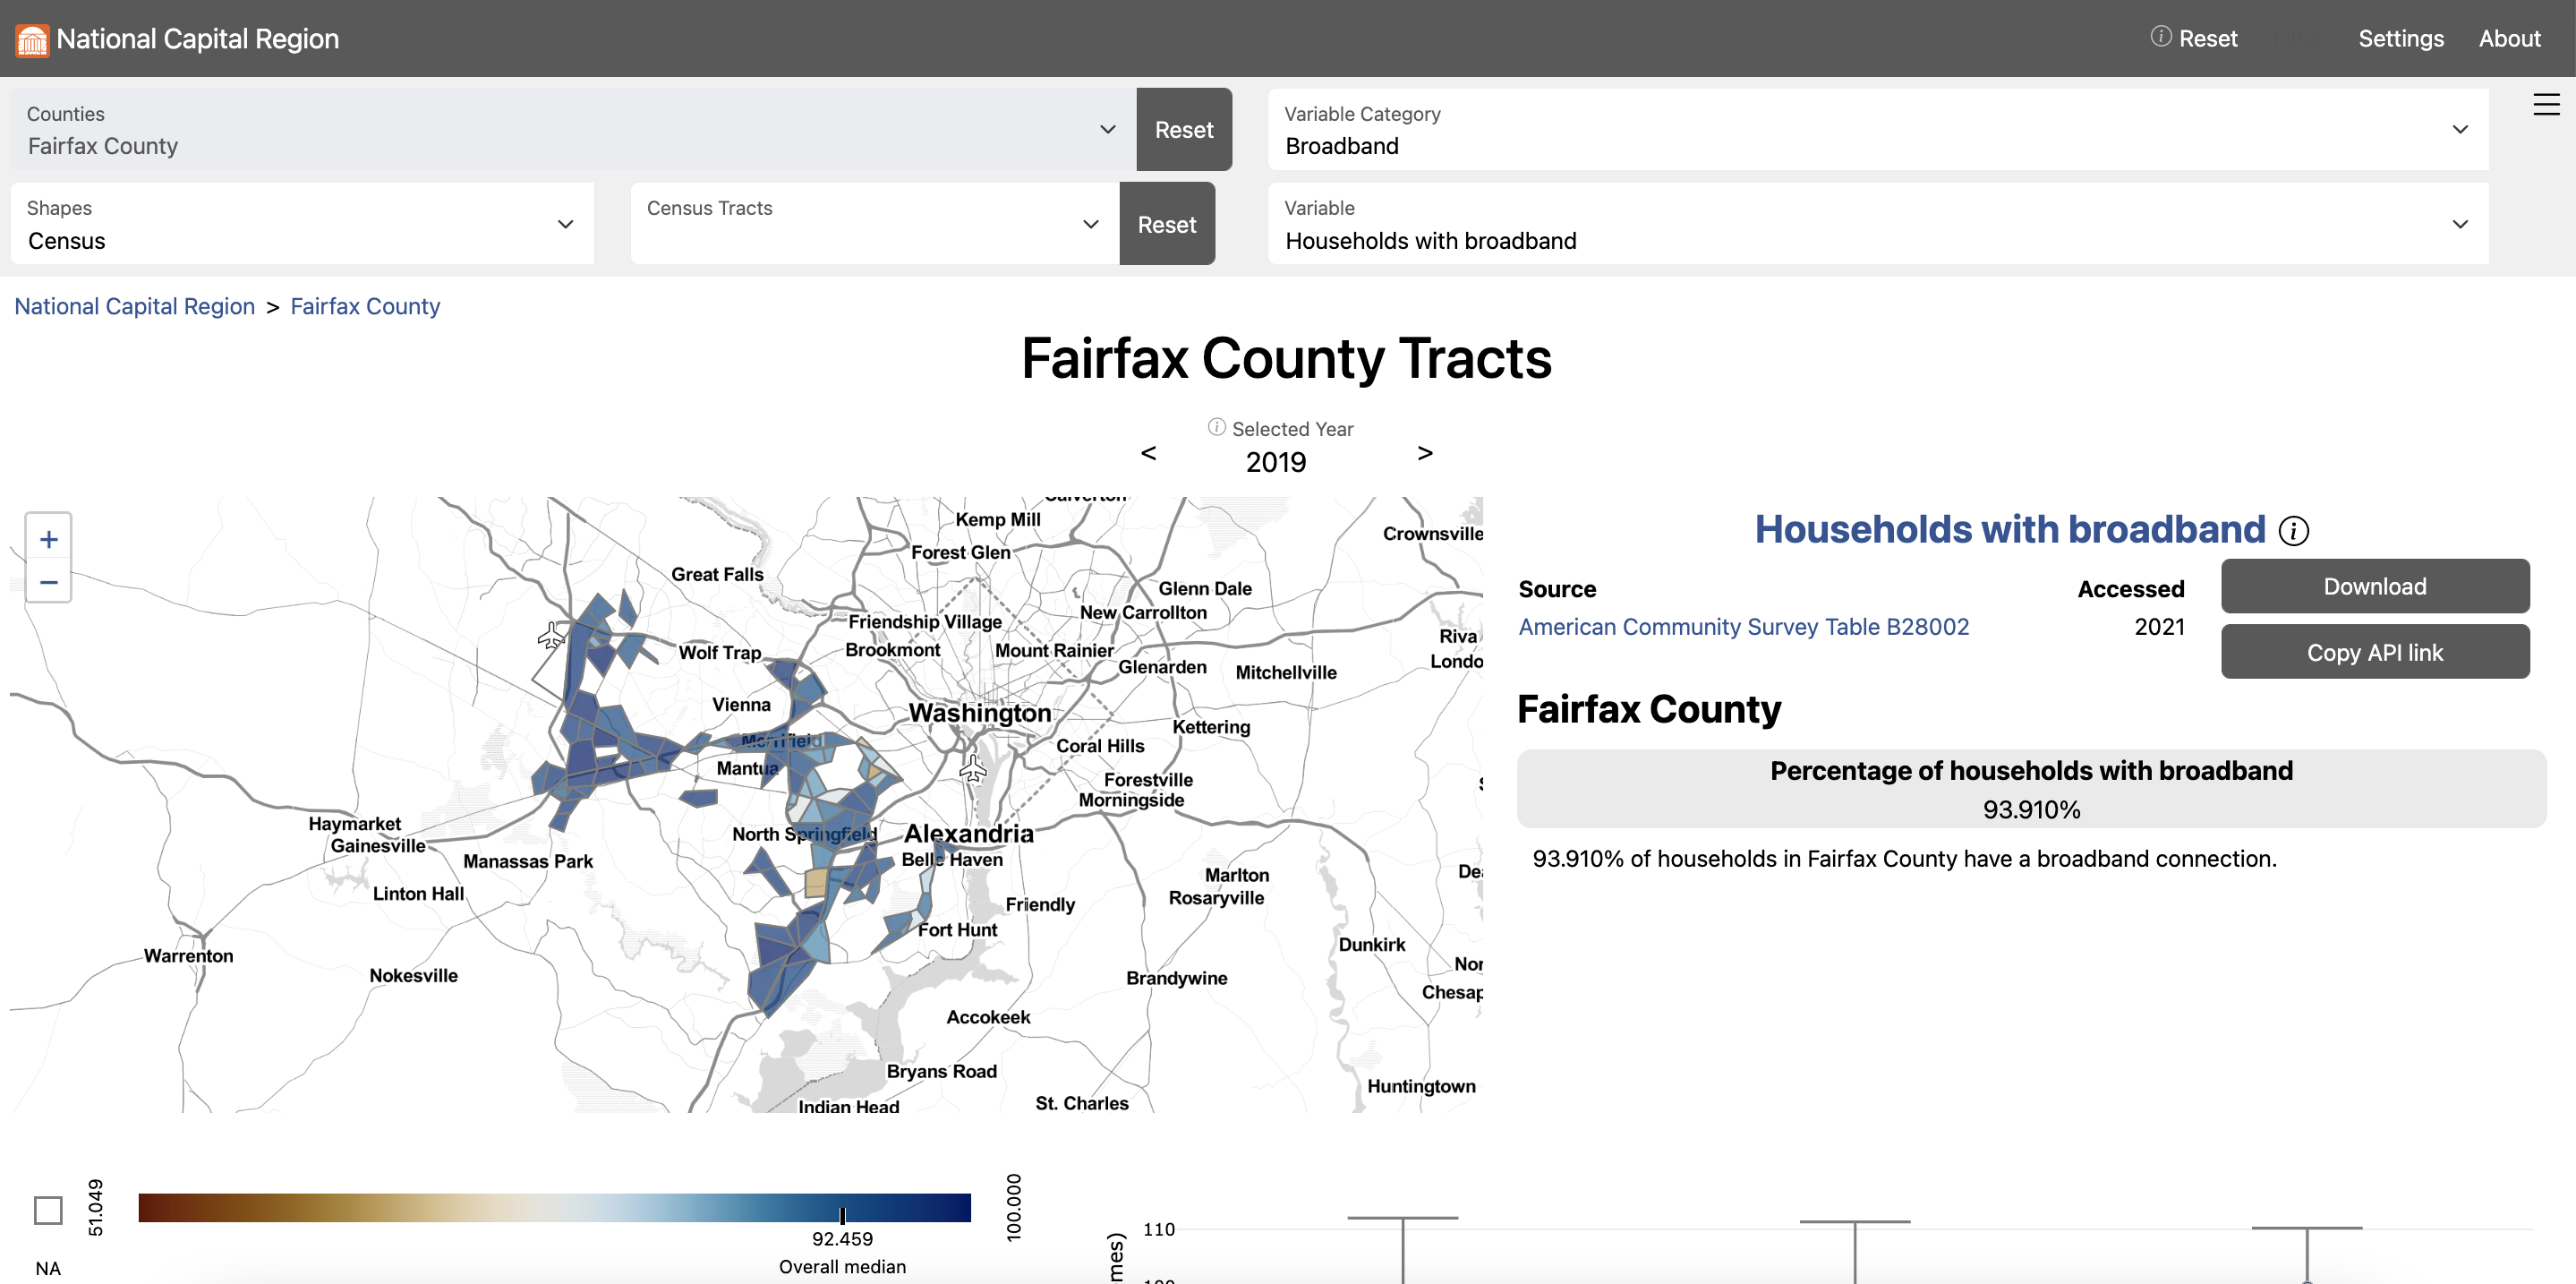 National Capital Region
Reset
Settings
About
Counties
Fairfax County
Reset
Variable Category
Broadband
Shapes
Census
Census Tracts
Reset
Variable
Households with broadband
National Capital Region > Fairfax County
Fairfax County Tracts
Selected Year
< 2019 >
+
−
Calverton
Kemp Mill
Crownsville
Forest Glen
Great Falls
Glenn Dale
New Carrollton
Friendship Village
Riva
Wolf Trap
Brookmont
Mount Rainier
Londo
Glenarden
Mitchellville
Vienna
Washington
Kettering
Merrifield
Coral Hills
Mantua
Forestville
Morningside
Haymarket
North Springfield
Alexandria
Gainesville
Manassas Park
Belle Haven
Dea
Marlton
Linton Hall
Rosaryville
Friendly
Fort Hunt
Dunkirk
Warrenton
Nor
Nokesville
Brandywine
Chesap
Accokeek
Bryans Road
Huntingtown
Indian Head
St. Charles
Households with broadband
Source
Accessed
American Community Survey Table B28002
2021
Download
Copy API link
Fairfax County
Percentage of households with broadband
93.910%
93.910% of households in Fairfax County have a broadband connection.
NA
51.049
100.000
92.459
Overall median
110
mes)